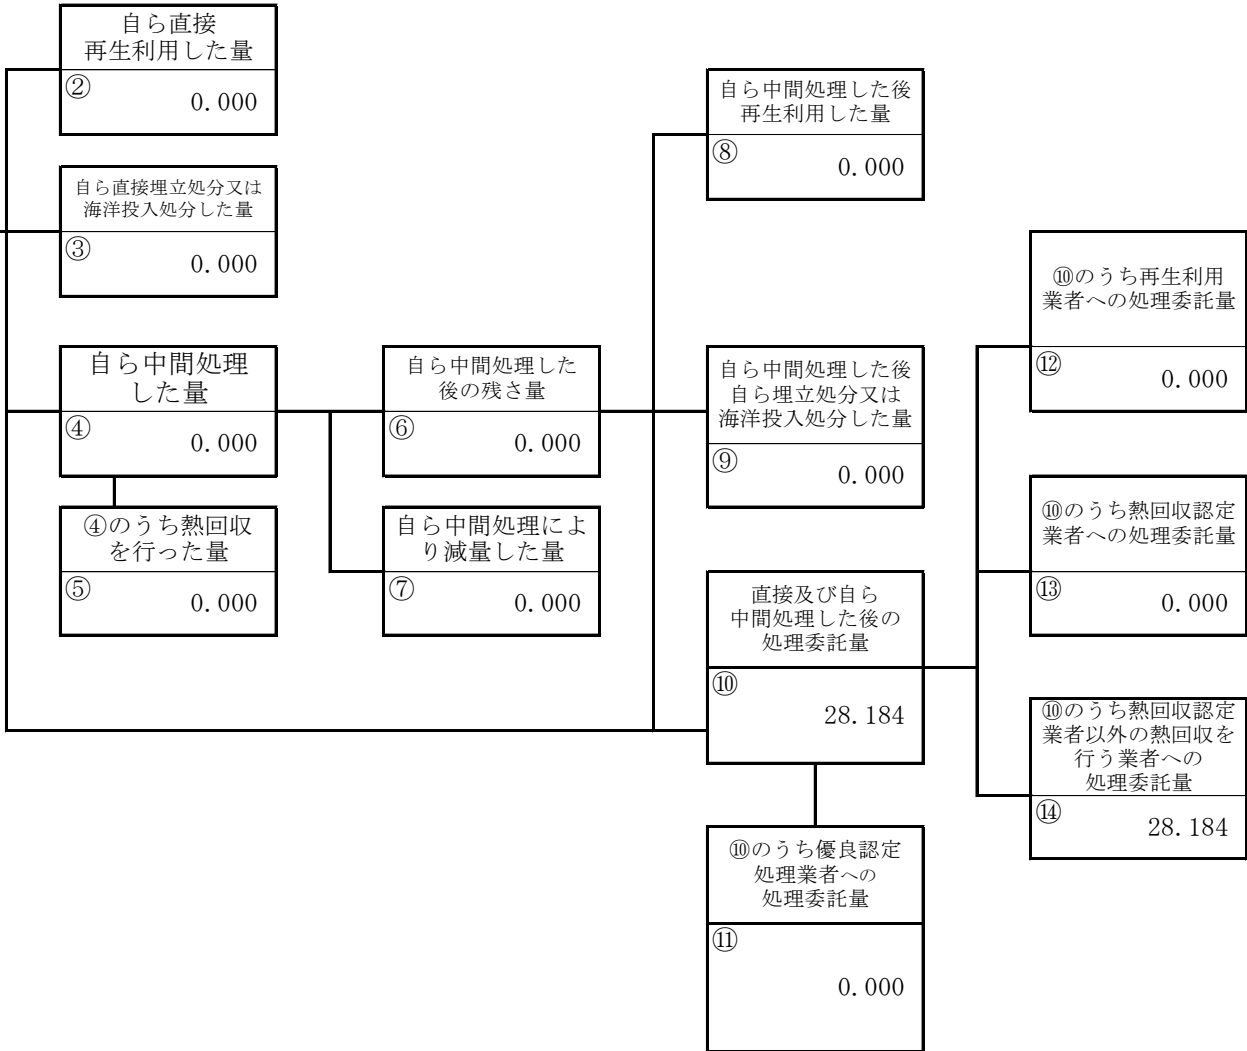 自ら直接
再生利用した量
②
0.000
自ら直接埋立処分又は
海洋投入処分した量
③
0.000
自ら中間処理
した量
④
0.000
④のうち熱回収
を行った量
⑤
0.000
自ら中間処理した
後の残さ量
⑥
0.000
自ら中間処理によ
り減量した量
⑦
0.000
自ら中間処理した後
再生利用した量
⑧
0.000
自ら中間処理した後
自ら埋立処分又は
海洋投入処分した量
⑨
0.000
直接及び自ら
中間処理した後の
処理委託量
⑩
28.184
⑩のうち優良認定
処理業者への
処理委託量
⑪
0.000
⑩のうち再生利用
業者への処理委託量
⑫
0.000
⑩のうち熱回収認定
業者への処理委託量
⑬
0.000
⑩のうち熱回収認定
業者以外の熱回収を
行う業者への
処理委託量
⑭
28.184